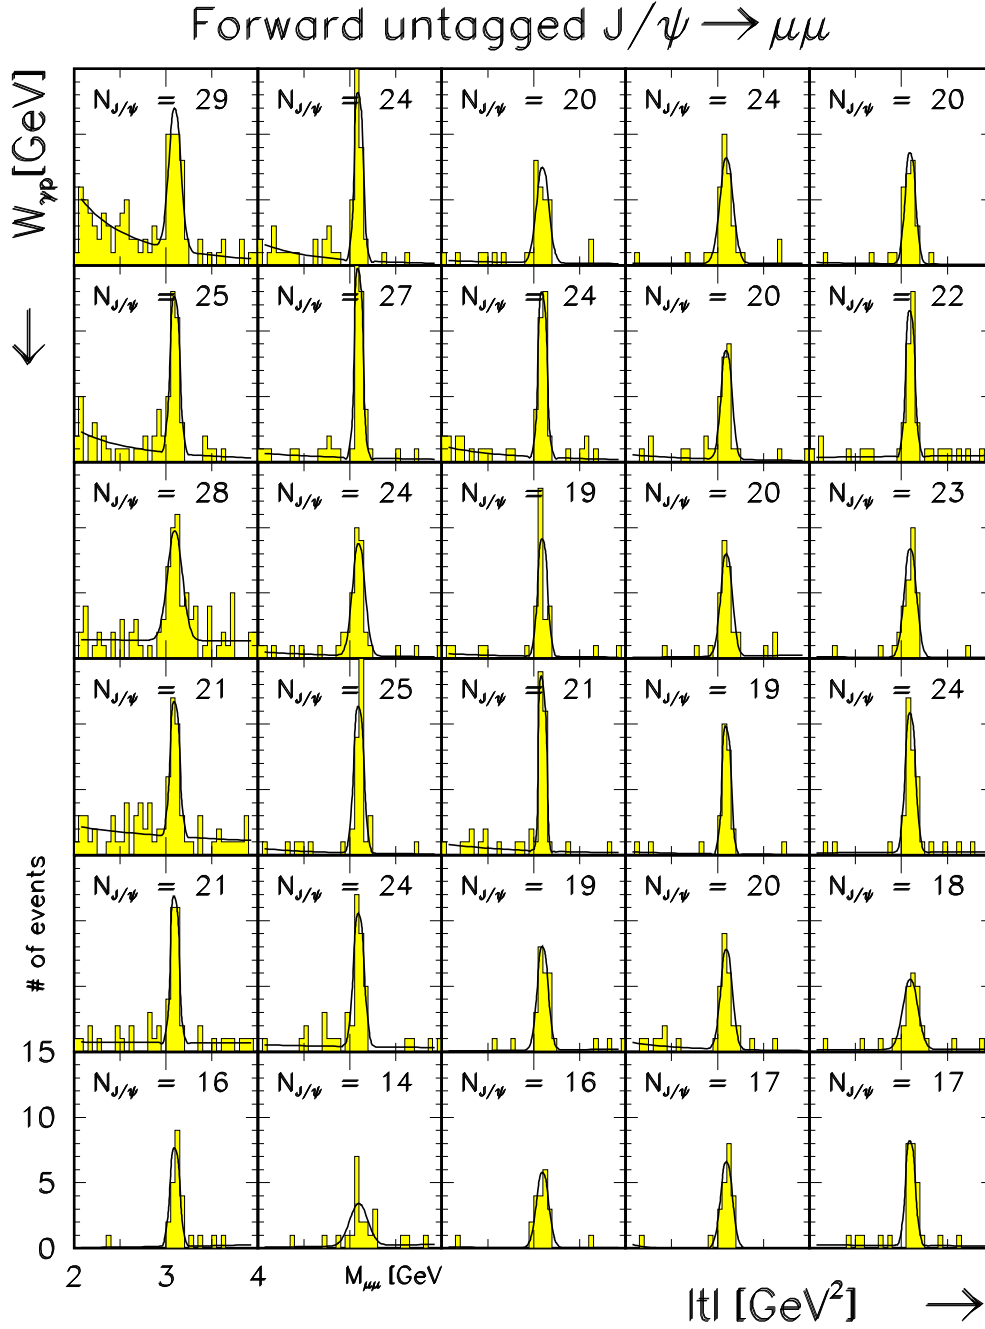 Forward untagged J/ψ → μμ
W_γp [GeV]
N_J/ψ = 29 N_J/ψ = 24 N_J/ψ = 20 N_J/ψ = 24 N_J/ψ = 20
←
N_J/ψ = 25 N_J/ψ = 27 N_J/ψ = 24 N_J/ψ = 20 N_J/ψ = 22
N_J/ψ = 28 N_J/ψ = 24 N_J/ψ = 19 N_J/ψ = 20 N_J/ψ = 23
N_J/ψ = 21 N_J/ψ = 25 N_J/ψ = 21 N_J/ψ = 19 N_J/ψ = 24
N_J/ψ = 21 N_J/ψ = 24 N_J/ψ = 19 N_J/ψ = 20 N_J/ψ = 18
# of events
15
N_J/ψ = 16 N_J/ψ = 14 N_J/ψ = 16 N_J/ψ = 17 N_J/ψ = 17
10
5
0
2 3 4 M_μμ [GeV
|t| [GeV²] →